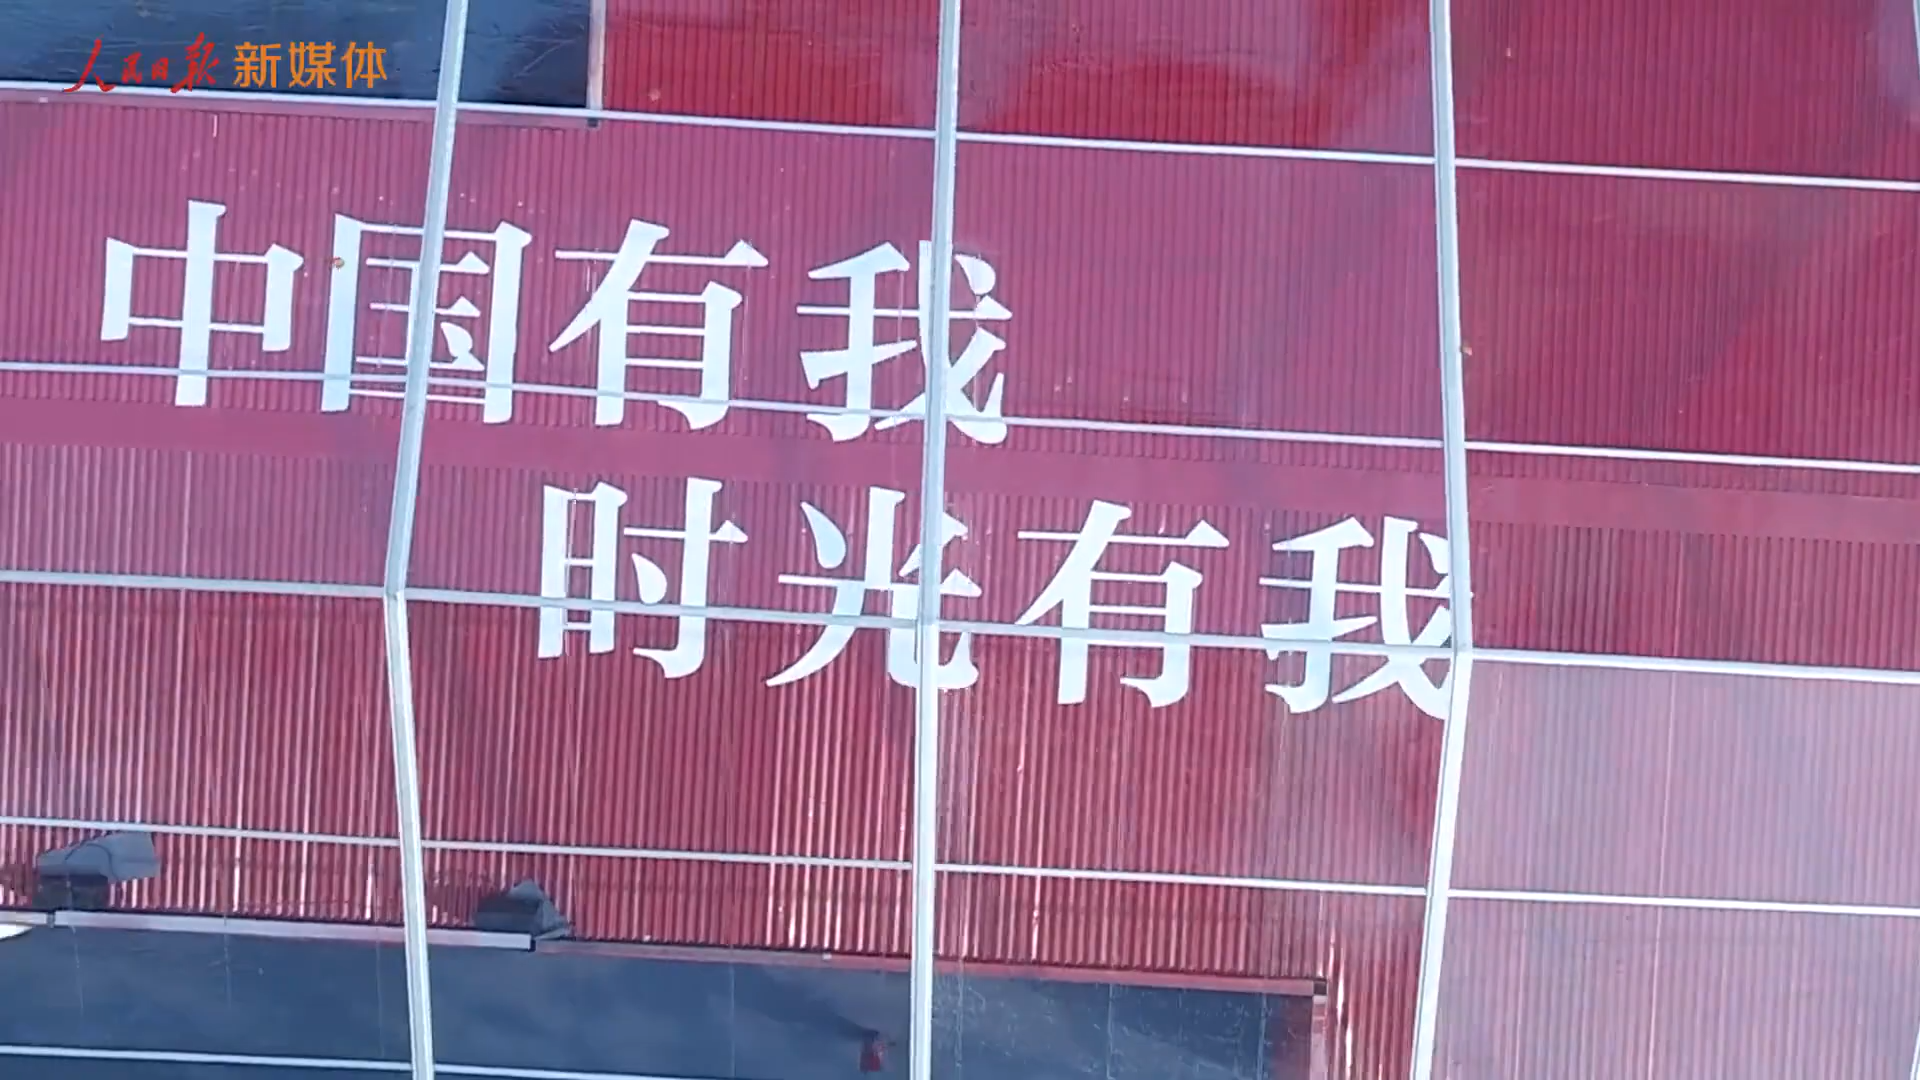 人民日报 新媒体
中国有我
时光有我